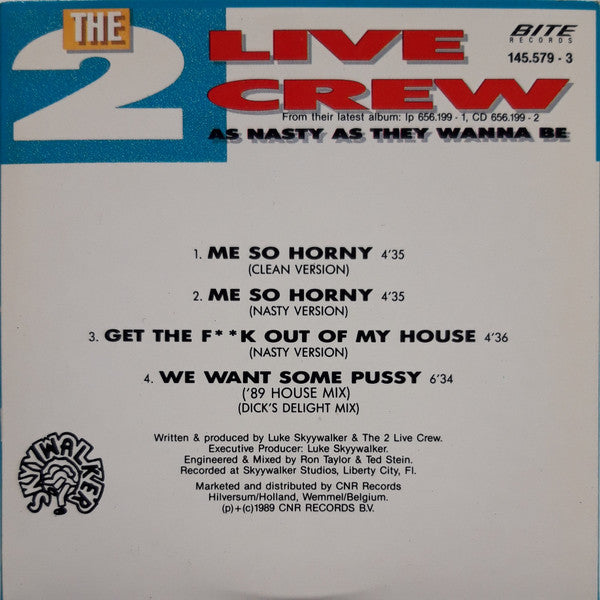 THE
2
LIVE
CREW
BITE
RECORDS
145.579 - 3
From their latest album: lp 656.199 - 1, CD 656.199 - 2
AS NASTY AS THEY WANNA BE
1. ME SO HORNY 4'35
(CLEAN VERSION)
2. ME SO HORNY 4'35
(NASTY VERSION)
3. GET THE F**K OUT OF MY HOUSE 4'36
(NASTY VERSION)
4. WE WANT SOME PUSSY 6'34
('89 HOUSE MIX)
(DICK'S DELIGHT MIX)
Written & produced by Luke Skyywalker & The 2 Live Crew.
Executive Producer: Luke Skyywalker.
Engineered & Mixed by Ron Taylor & Ted Stein.
Recorded at Skyywalker Studios, Liberty City, Fl.
Marketed and distributed by CNR Records
Hilversum/Holland, Wemmel/Belgium.
(p)+(c)1989 CNR RECORDS B.V.
SKYYWALKER